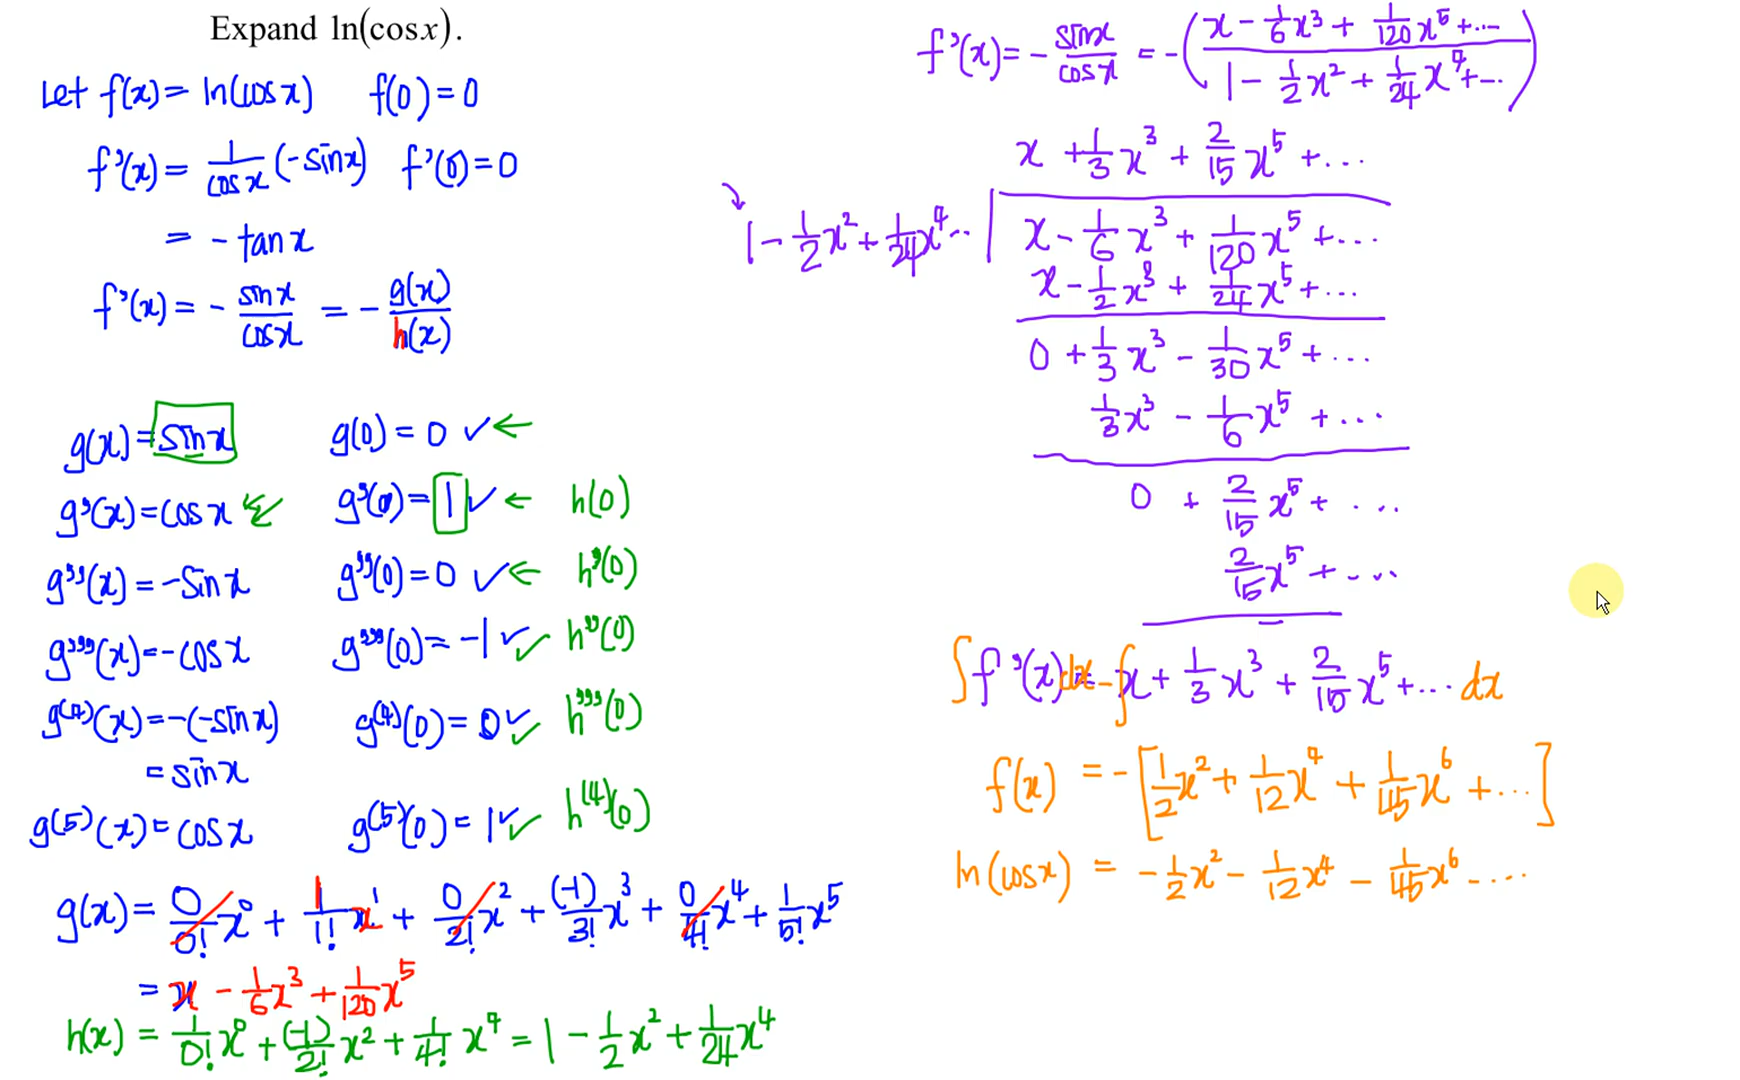 Expand ln(cos x).
Let f(x) = ln(cos x)    f(0) = 0
f'(x) = 1/cos x (-sin x)    f'(0) = 0
= - tan x
f'(x) = - sin x/cos x = - g(x)/h(x)
g(x) = sin x    g(0) = 0 ✓ ←
g'(x) = cos x    g'(0) = 1 ✓ ←    h(0)
g''(x) = -sin x    g''(0) = 0 ✓ ←    h'(0)
g'''(x) = -cos x    g'''(0) = -1 ✓✓    h''(0)
g⁽⁴⁾(x) = -(-sin x)    g⁽⁴⁾(0) = 0 ✓✓    h'''(0)
= sin x
g⁽⁵⁾(x) = cos x    g⁽⁵⁾(0) = 1 ✓✓    h⁽⁴⁾(0)
g(x) = 0/0! x⁰ + 1/1! x¹ + 0/2! x² + (-1)/3! x³ + 0/4! x⁴ + 1/5! x⁵
= x - 1/6 x³ + 1/120 x⁵
h(x) = 1/0! x⁰ + (-1)/2! x² + 1/4! x⁴ = 1 - 1/2 x² + 1/24 x⁴
f'(x) = - sin x/cos x = - ( x - 1/6 x³ + 1/120 x⁵ + ... / 1 - 1/2 x² + 1/24 x⁴ + ... )
x + 1/3 x³ + 2/15 x⁵ + ...
1 - 1/2 x² + 1/24 x⁴ ...    x - 1/6 x³ + 1/120 x⁵ + ...
x - 1/2 x³ + 1/24 x⁵ + ...
0 + 1/3 x³ - 1/30 x⁵ + ...
1/3 x³ - 1/6 x⁵ + ...
0 + 2/15 x⁵ + ...
2/15 x⁵ + ...
∫ f'(x) dx = - ∫ x + 1/3 x³ + 2/15 x⁵ + ... dx
f(x) = - [ 1/2 x² + 1/12 x⁴ + 1/45 x⁶ + ... ]
ln(cos x) = - 1/2 x² - 1/12 x⁴ - 1/45 x⁶ - ...